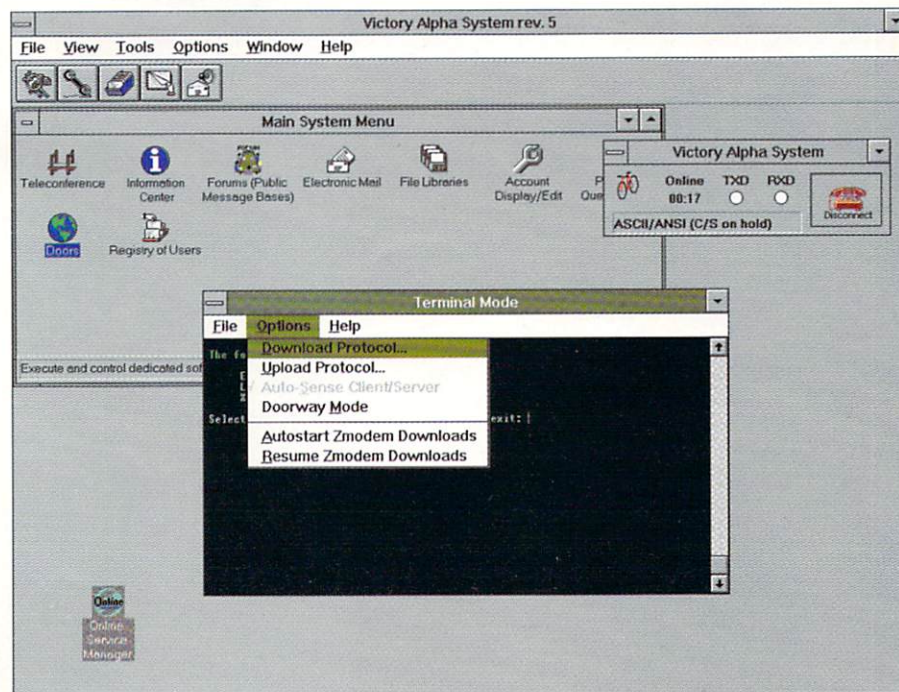 Victory Alpha System rev. 5
File View Tools Options Window Help
Main System Menu
Teleconference
Information Center
Forums (Public Message Bases)
Electronic Mail
File Libraries
Account Display/Edit
P
Que
Doors
Registry of Users
Execute and control dedicated sof
Victory Alpha System
Online TXD RXD
00:17
Disconnect
ASCII/ANSI (C/S on hold)
Terminal Mode
File Options Help
The fo
E
L
X
Select
exit:
Download Protocol...
Upload Protocol...
Auto-Sense Client/Server
Doorway Mode
Autostart Zmodem Downloads
Resume Zmodem Downloads
Online
Online Service Manager